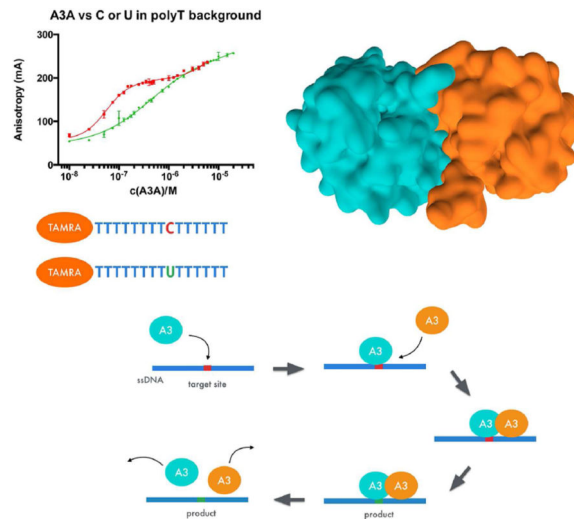 A3A vs C or U in polyT background
Anisotropy (mA)
300
200
100
0
10⁻⁸ 10⁻⁷ 10⁻⁶ 10⁻⁵
c(A3A)/M
TAMRA TTTTTTTTCTTTTTT
TAMRA TTTTTTTTUTTTTTT
A3
A3
A3
ssDNA
target site
A3 A3
A3
A3
A3 A3
product
product